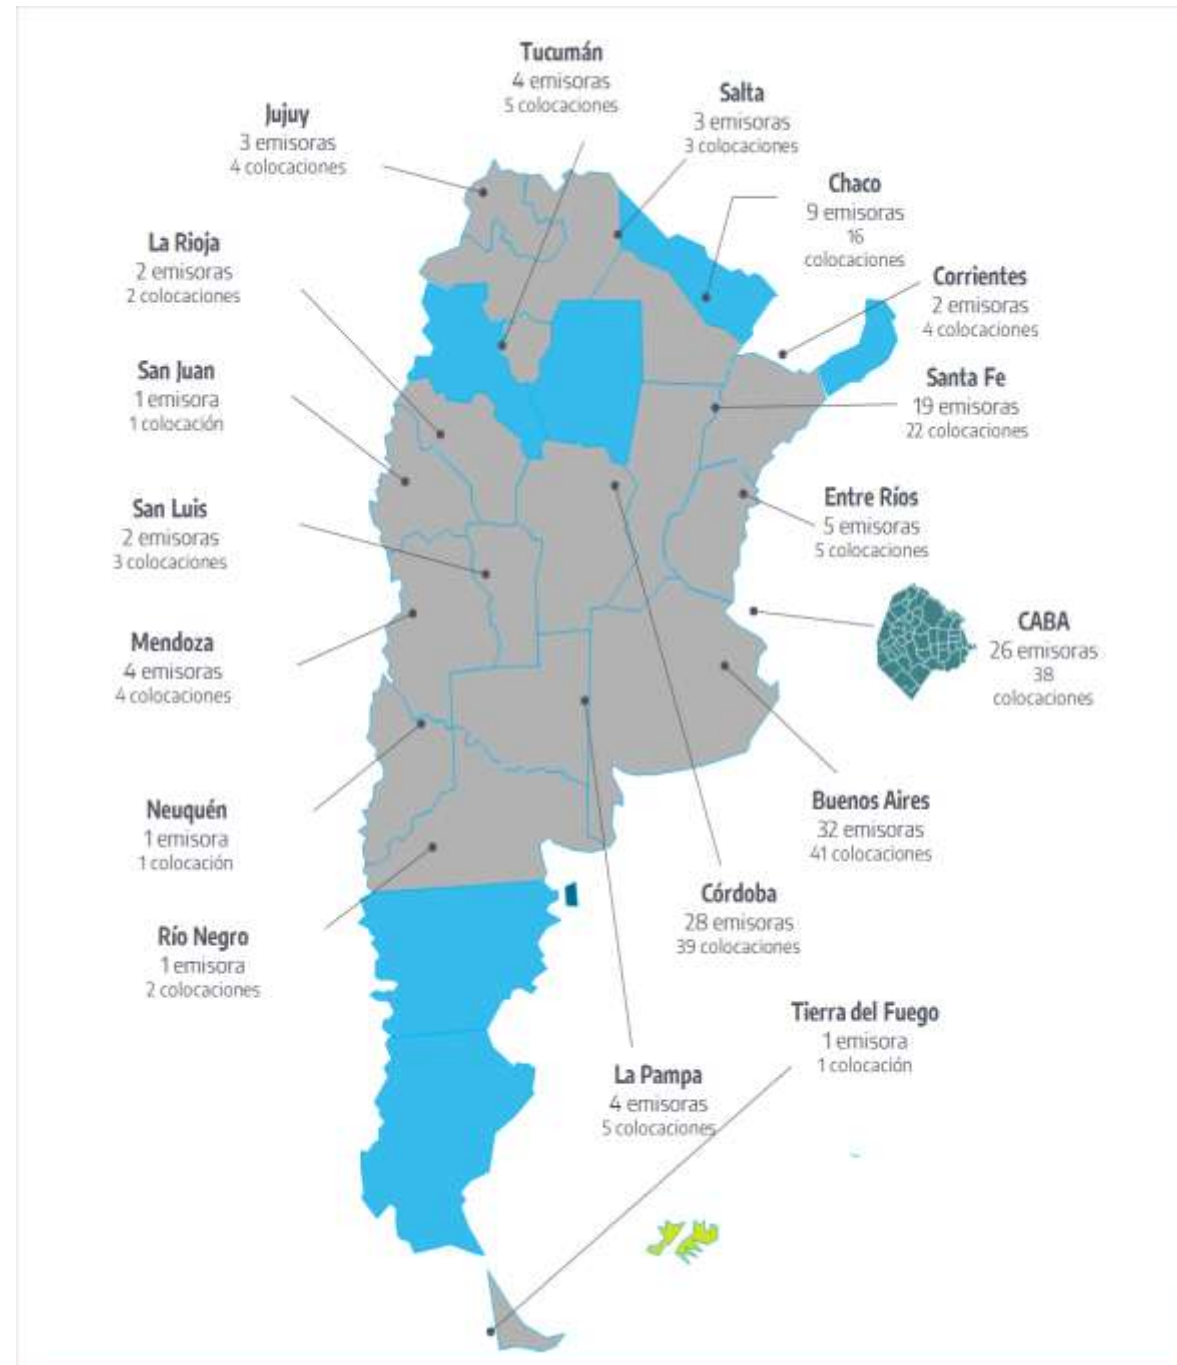 Tucumán
4 emisoras
5 colocaciones
Salta
3 emisoras
3 colocaciones
Jujuy
3 emisoras
4 colocaciones
Chaco
9 emisoras
16
colocaciones
La Rioja
2 emisoras
2 colocaciones
Corrientes
2 emisoras
4 colocaciones
San Juan
1 emisora
1 colocación
Santa Fe
19 emisoras
22 colocaciones
San Luis
2 emisoras
3 colocaciones
Entre Ríos
5 emisoras
5 colocaciones
CABA
26 emisoras
38
colocaciones
Mendoza
4 emisoras
4 colocaciones
Neuquén
1 emisora
1 colocación
Buenos Aires
32 emisoras
41 colocaciones
Córdoba
28 emisoras
39 colocaciones
Río Negro
1 emisora
2 colocaciones
Tierra del Fuego
1 emisora
1 colocación
La Pampa
4 emisoras
5 colocaciones